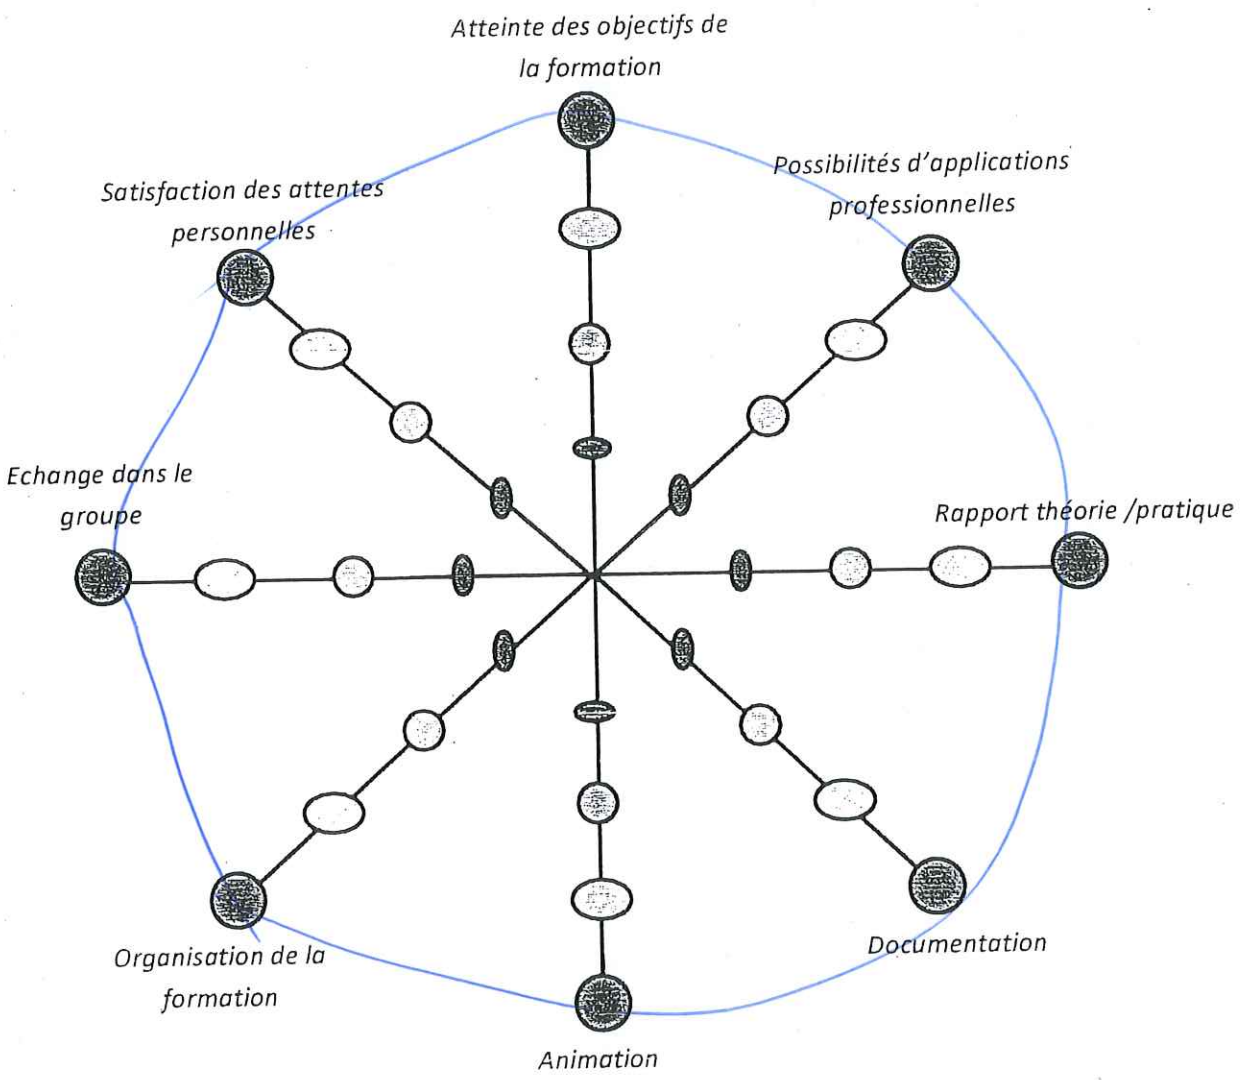 Atteinte des objectifs de
la formation
Possibilités d'applications
professionnelles
Satisfaction des attentes
personnelles
Echange dans le
groupe
Rapport théorie /pratique
Organisation de la
formation
Documentation
Animation